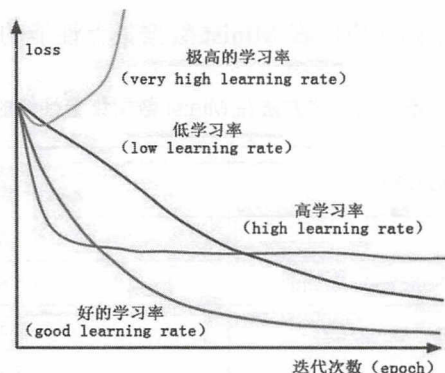 loss
极高的学习率
(very high learning rate)
低学习率
(low learning rate)
高学习率
(high learning rate)
好的学习率
(good learning rate)
迭代次数 (epoch)